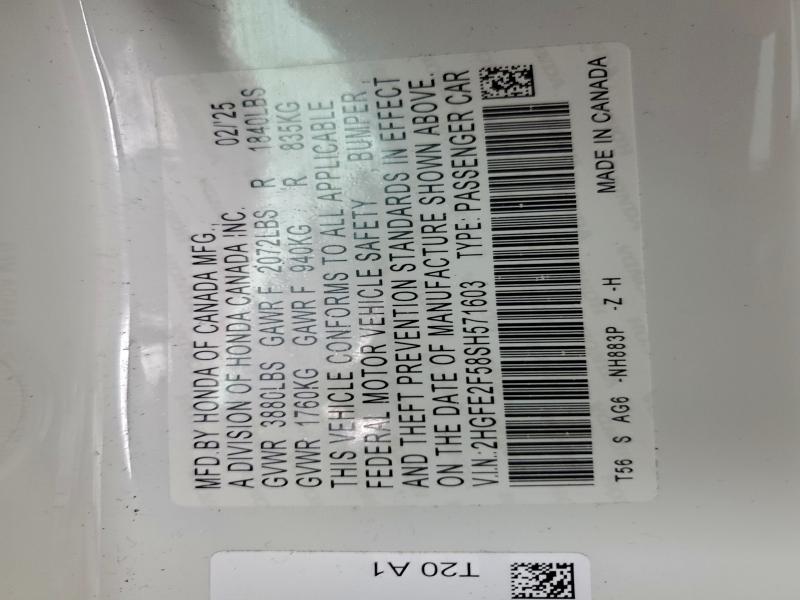 MFD.BY HONDA OF CANADA MFG., 02/25
A DIVISION OF HONDA CANADA INC.
GVWR 3880LBS GAWR F 2072LBS R 1840LBS
GVWR 1760KG GAWR F 940KG R 835KG
THIS VEHICLE CONFORMS TO ALL APPLICABLE
FEDERAL MOTOR VEHICLE SAFETY BUMPER,
AND THEFT PREVENTION STANDARDS IN EFFECT
ON THE DATE OF MANUFACTURE SHOWN ABOVE.
V.I.N.:2HGFE2F58SH571603 TYPE: PASSENGER CAR
T56 S AG6 -NH883P -Z -H MADE IN CANADA
T20 A1